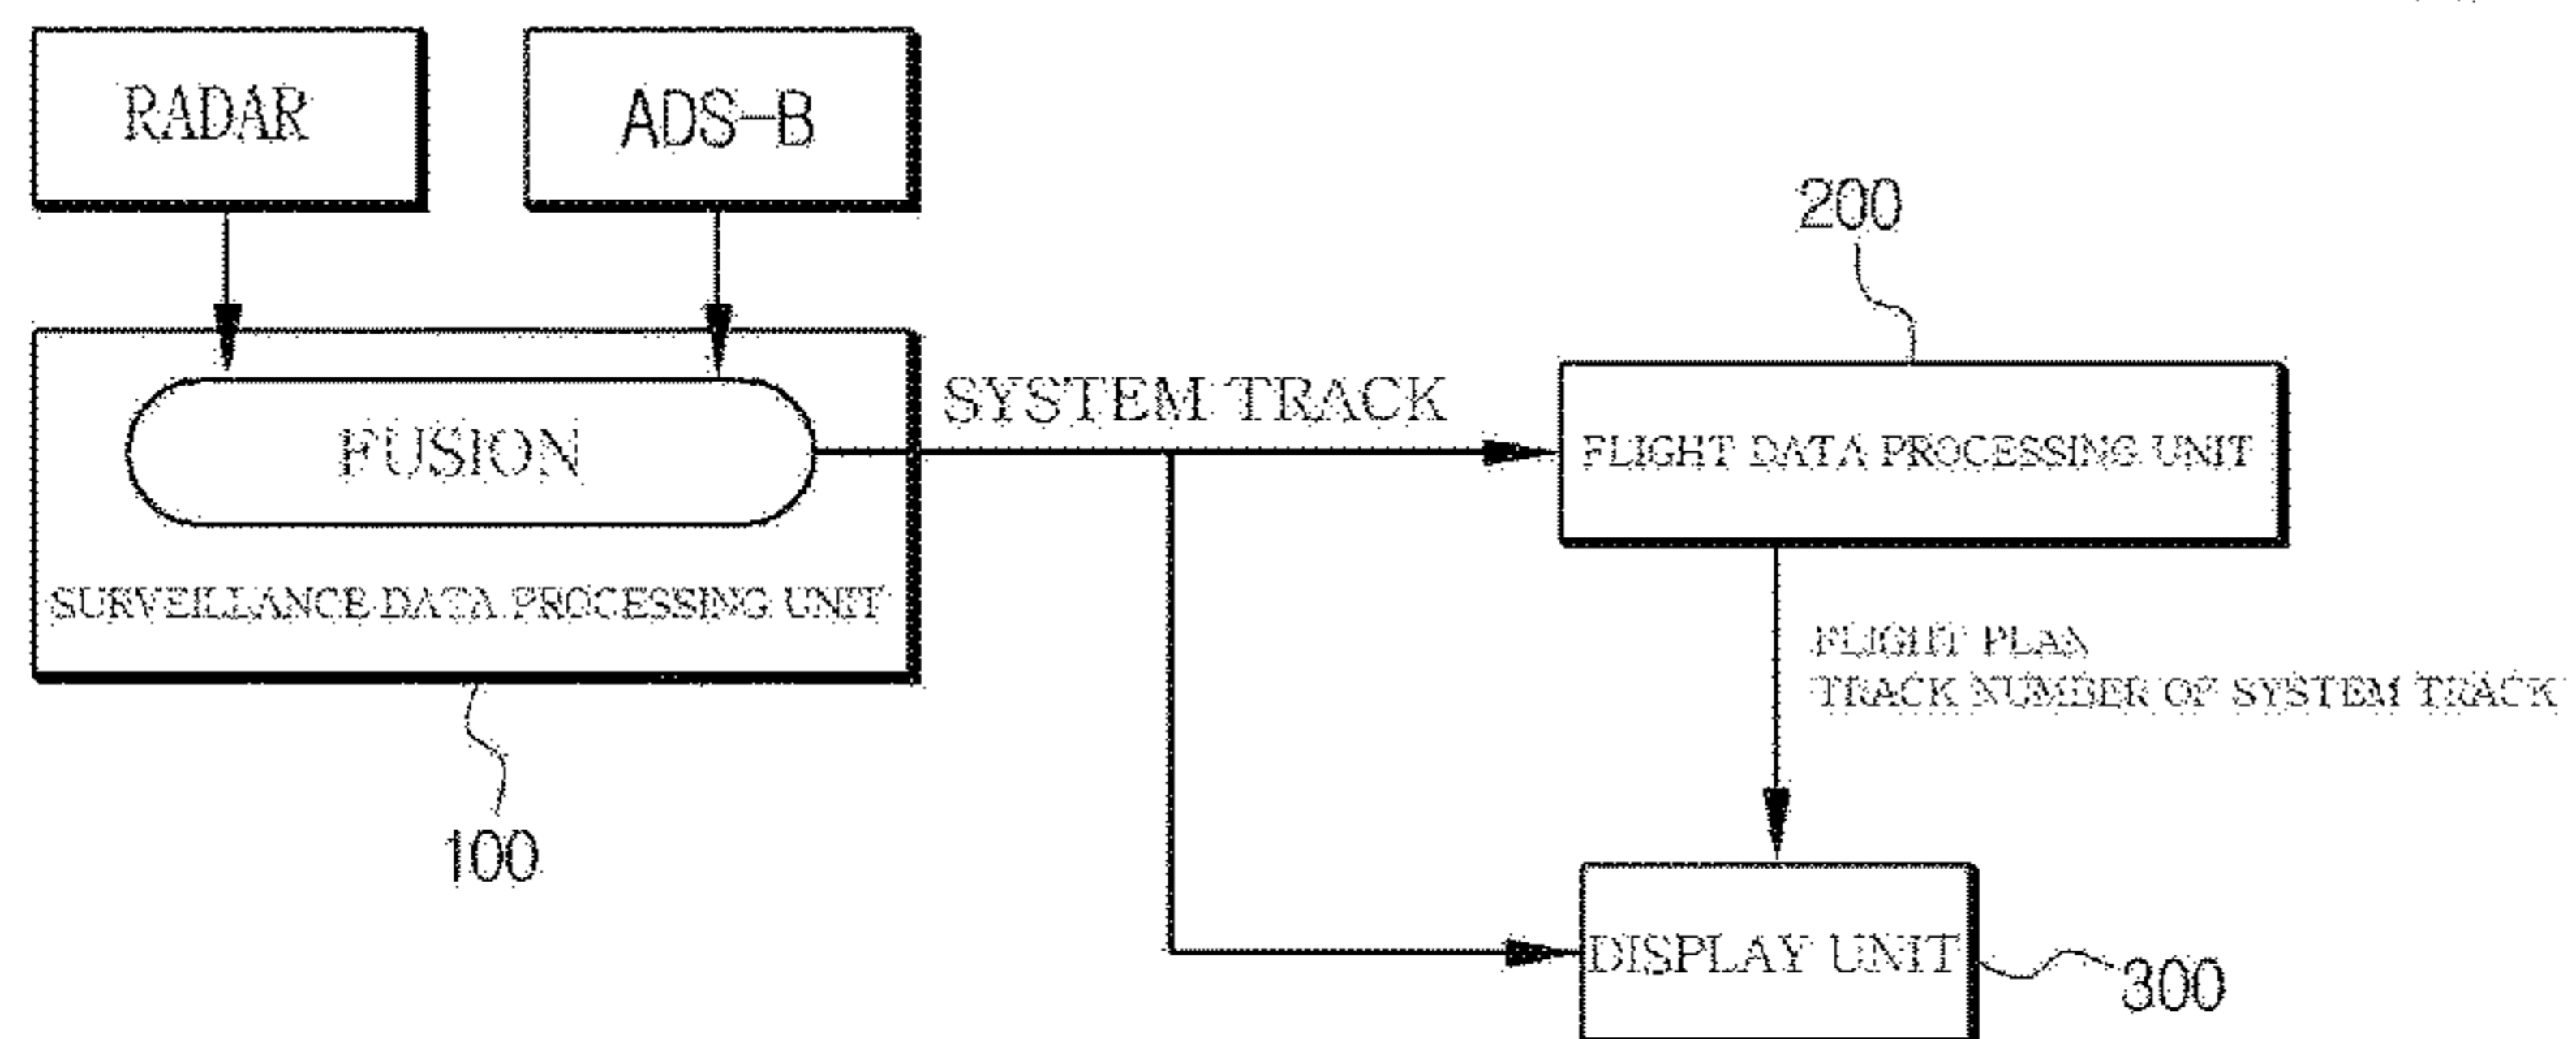 RADAR
ADS-B
200
FUSION
SYSTEM TRACK
FLIGHT DATA PROCESSING UNIT
SURVEILLANCE DATA PROCESSING UNIT
FLIGHT PLAN
TRACK NUMBER OF SYSTEM TRACK
100
DISPLAY UNIT
300